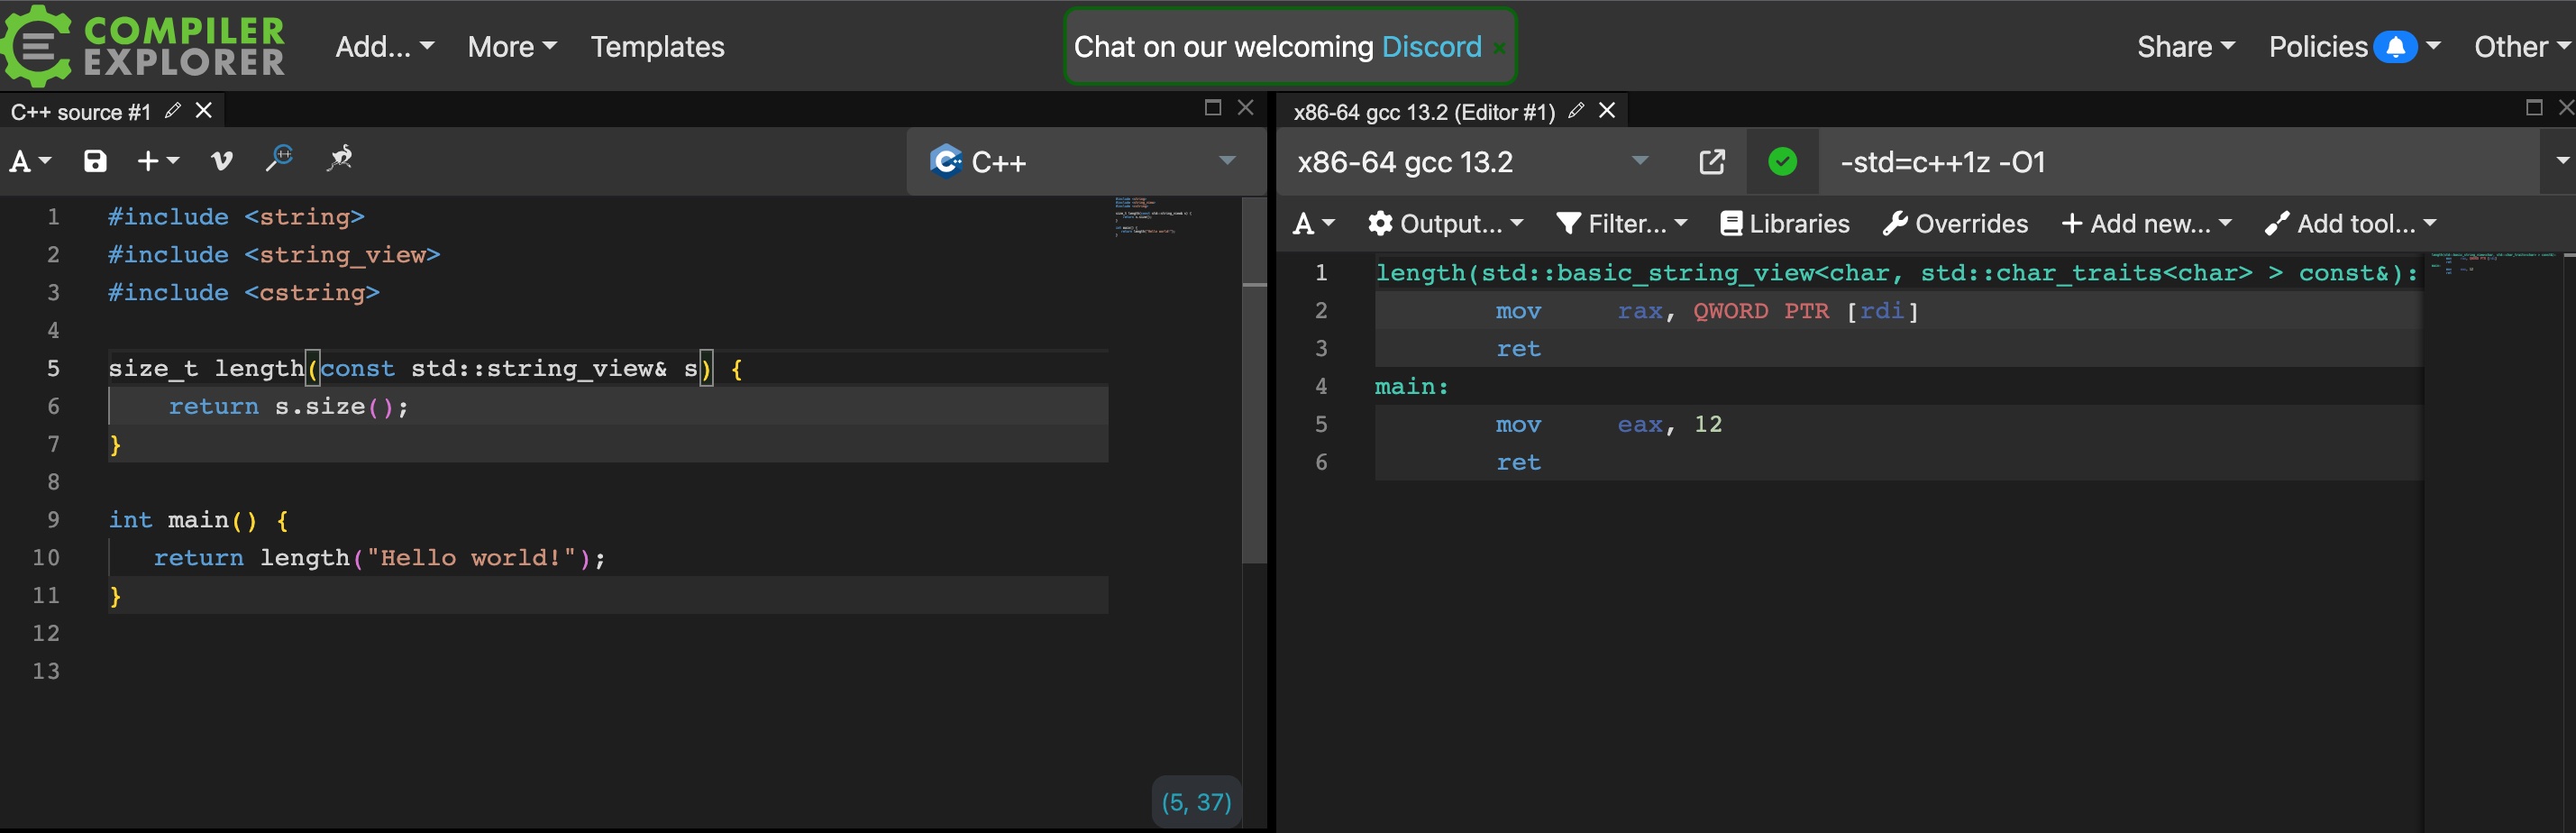 COMPILER
EXPLORER
Add...
More
Templates
Chat on our welcoming Discord ×
Share
Policies
Other
C++ source #1
A
+
v
C++
1 #include <string>
2 #include <string_view>
3 #include <cstring>
4
5 size_t length(const std::string_view& s) {
6 return s.size();
7 }
8
9 int main() {
10 return length("Hello world!");
11 }
12
13
(5, 37)
x86-64 gcc 13.2 (Editor #1)
x86-64 gcc 13.2
-std=c++1z -O1
A
Output...
Filter...
Libraries
Overrides
+ Add new...
Add tool...
1 length(std::basic_string_view<char, std::char_traits<char> > const&):
2 mov rax, QWORD PTR [rdi]
3 ret
4 main:
5 mov eax, 12
6 ret